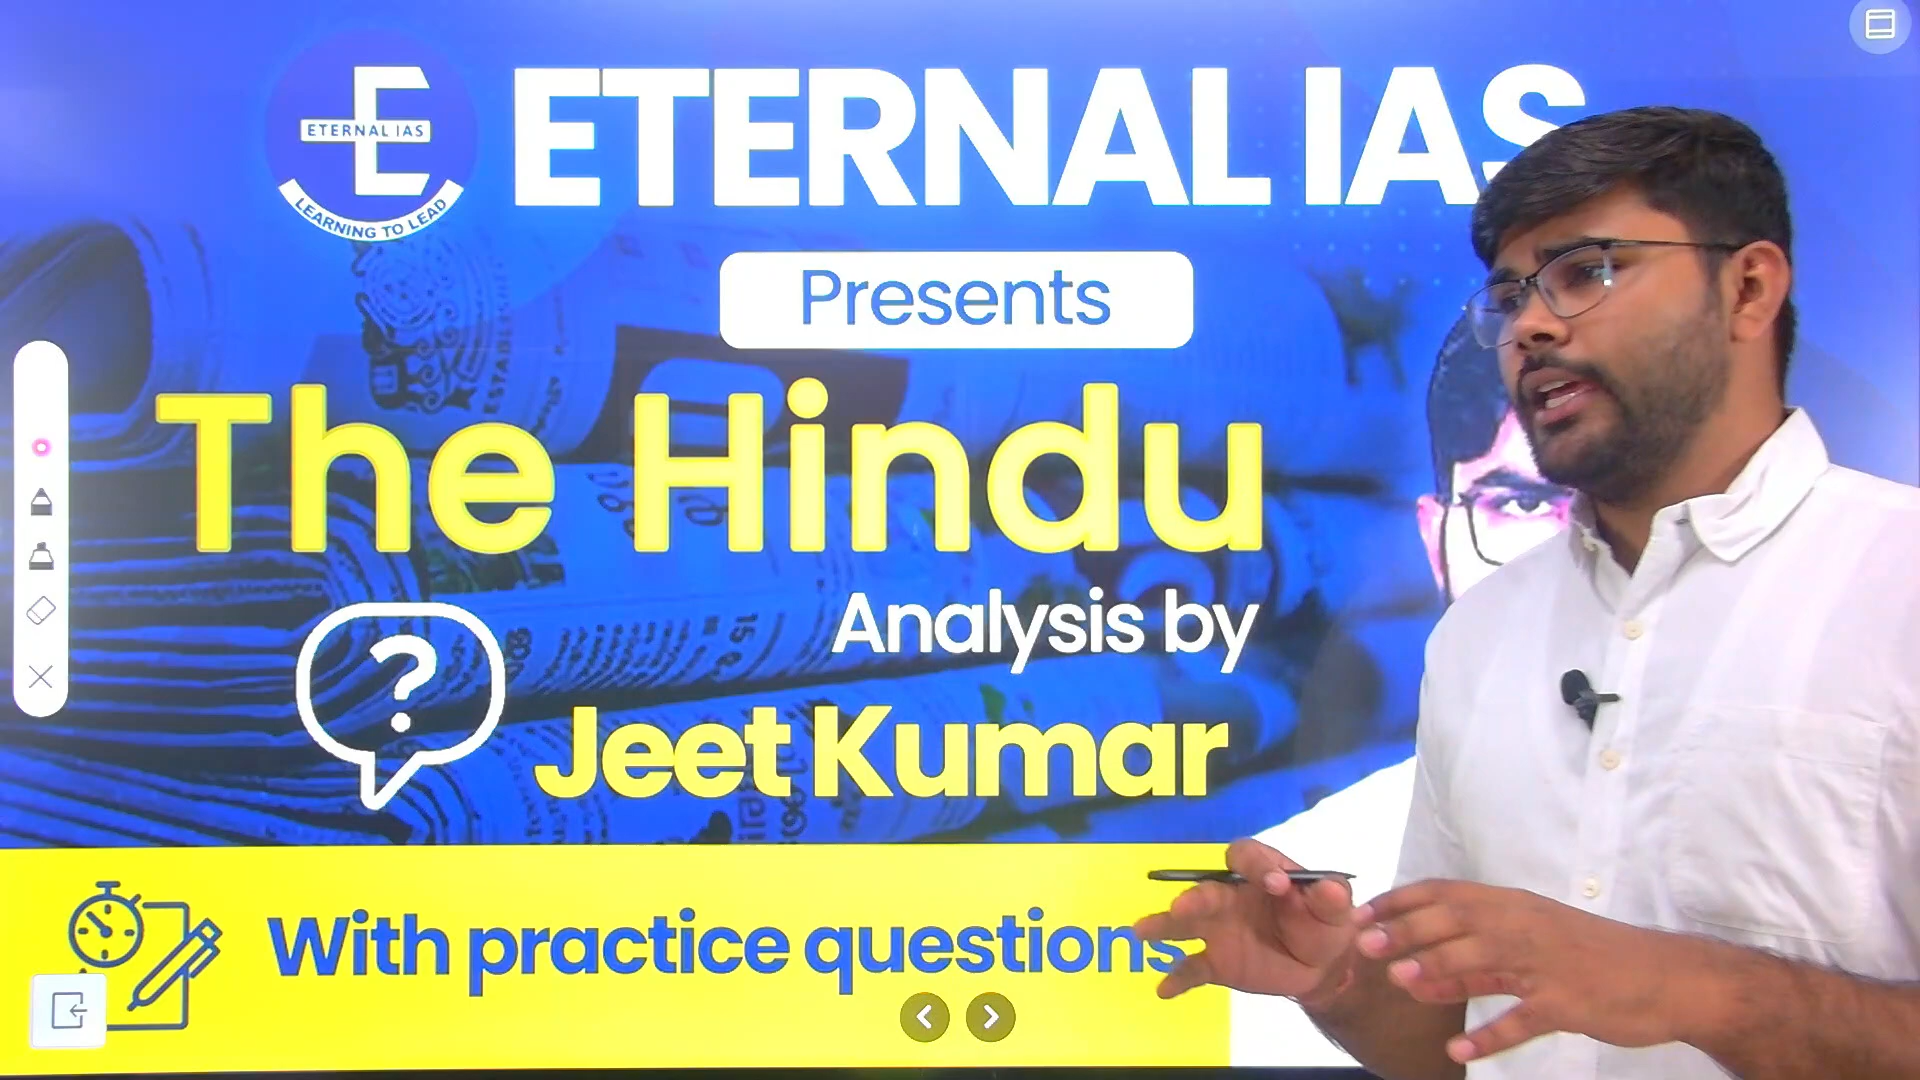 ETERNAL IAS
LEARNING TO LEAD
ETERNAL IAS
Presents
The Hindu
Analysis by
Jeet Kumar
?
With practice questions